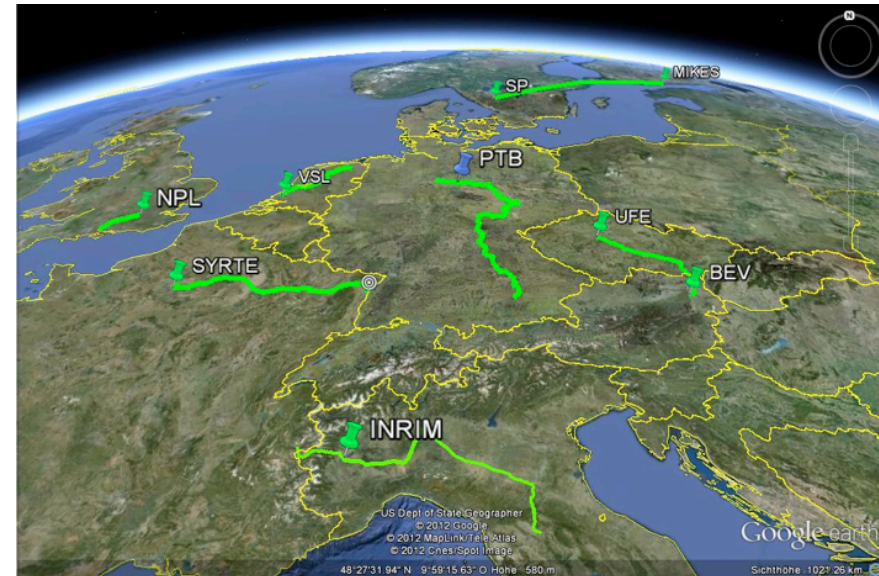 N
MIKES
SP
PTB
VSL
NPL
UFE
SYRTE
BEV
INRIM
US Dept of State Geographer
© 2012 Google
© 2012 MapLink/Tele Atlas
© 2012 Cnes/Spot Image
Google earth
48°27'31.94" N 9°59'15.63" O Höhe 580 m
Sichthöhe 1021.26 km